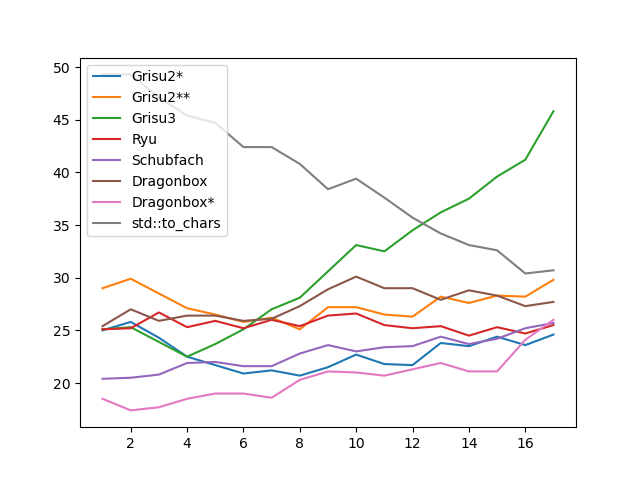 50
45
40
35
30
25
20
Grisu2*
Grisu2**
Grisu3
Ryu
Schubfach
Dragonbox
Dragonbox*
std::to_chars
2 4 6 8 10 12 14 16